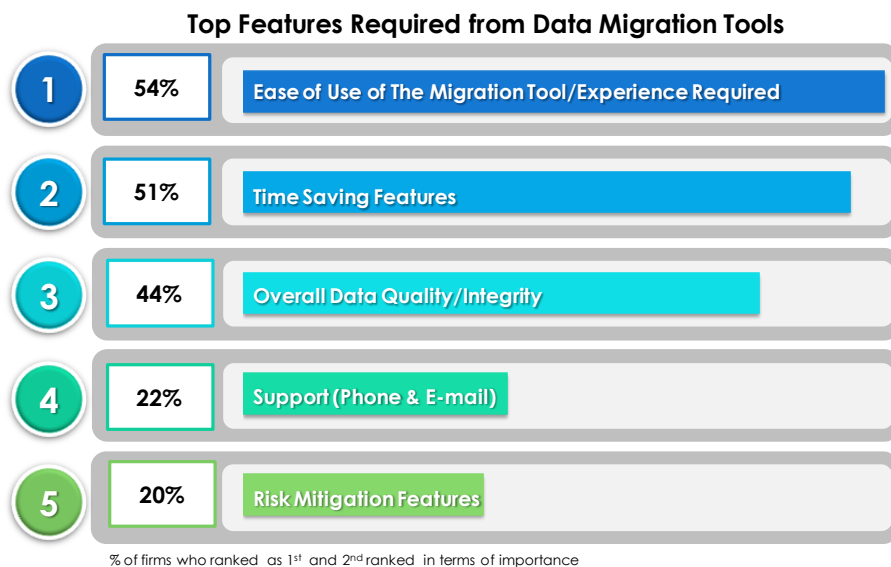 Top Features Required from Data Migration Tools
1
54%
Ease of Use of The Migration Tool/Experience Required
2
51%
Time Saving Features
3
44%
Overall Data Quality/Integrity
4
22%
Support (Phone & E-mail)
5
20%
Risk Mitigation Features
% of firms who ranked as 1st and 2nd ranked in terms of importance